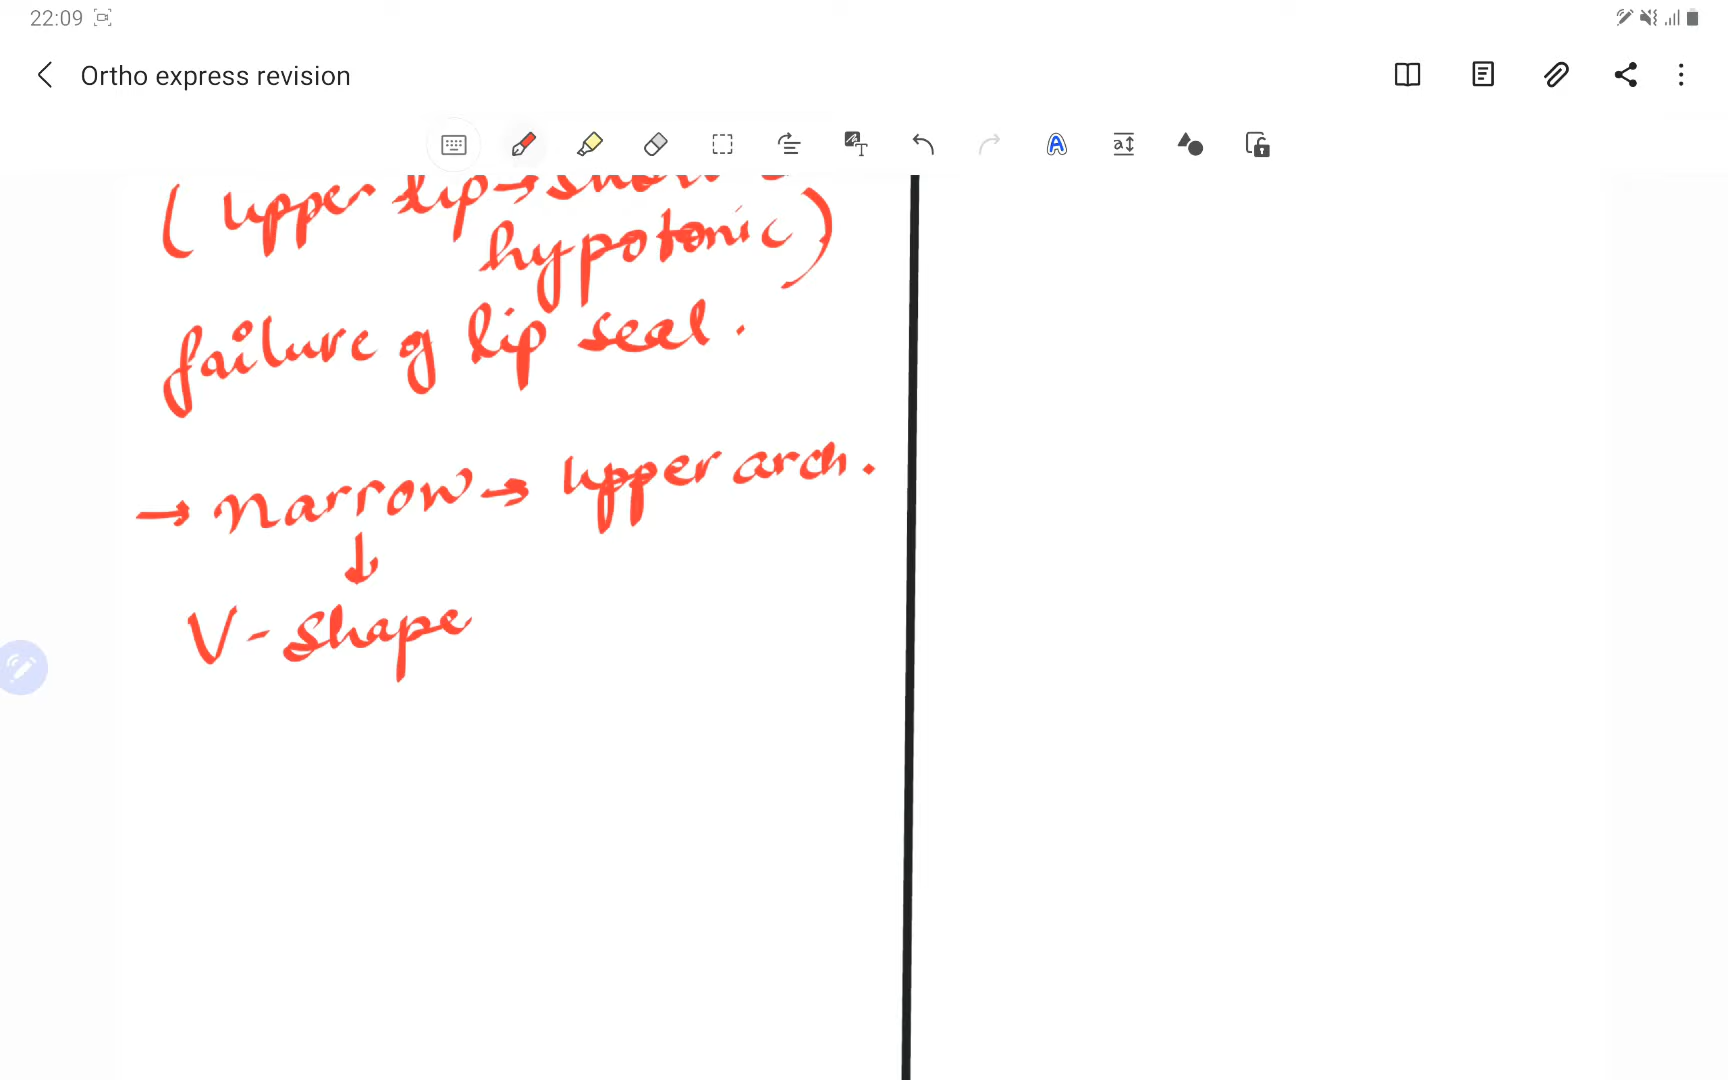 22:09
Ortho express revision
( upper lip →
hypotonic )
failure of lip seal .
→ narrow → upper arch .
↓
V - shape